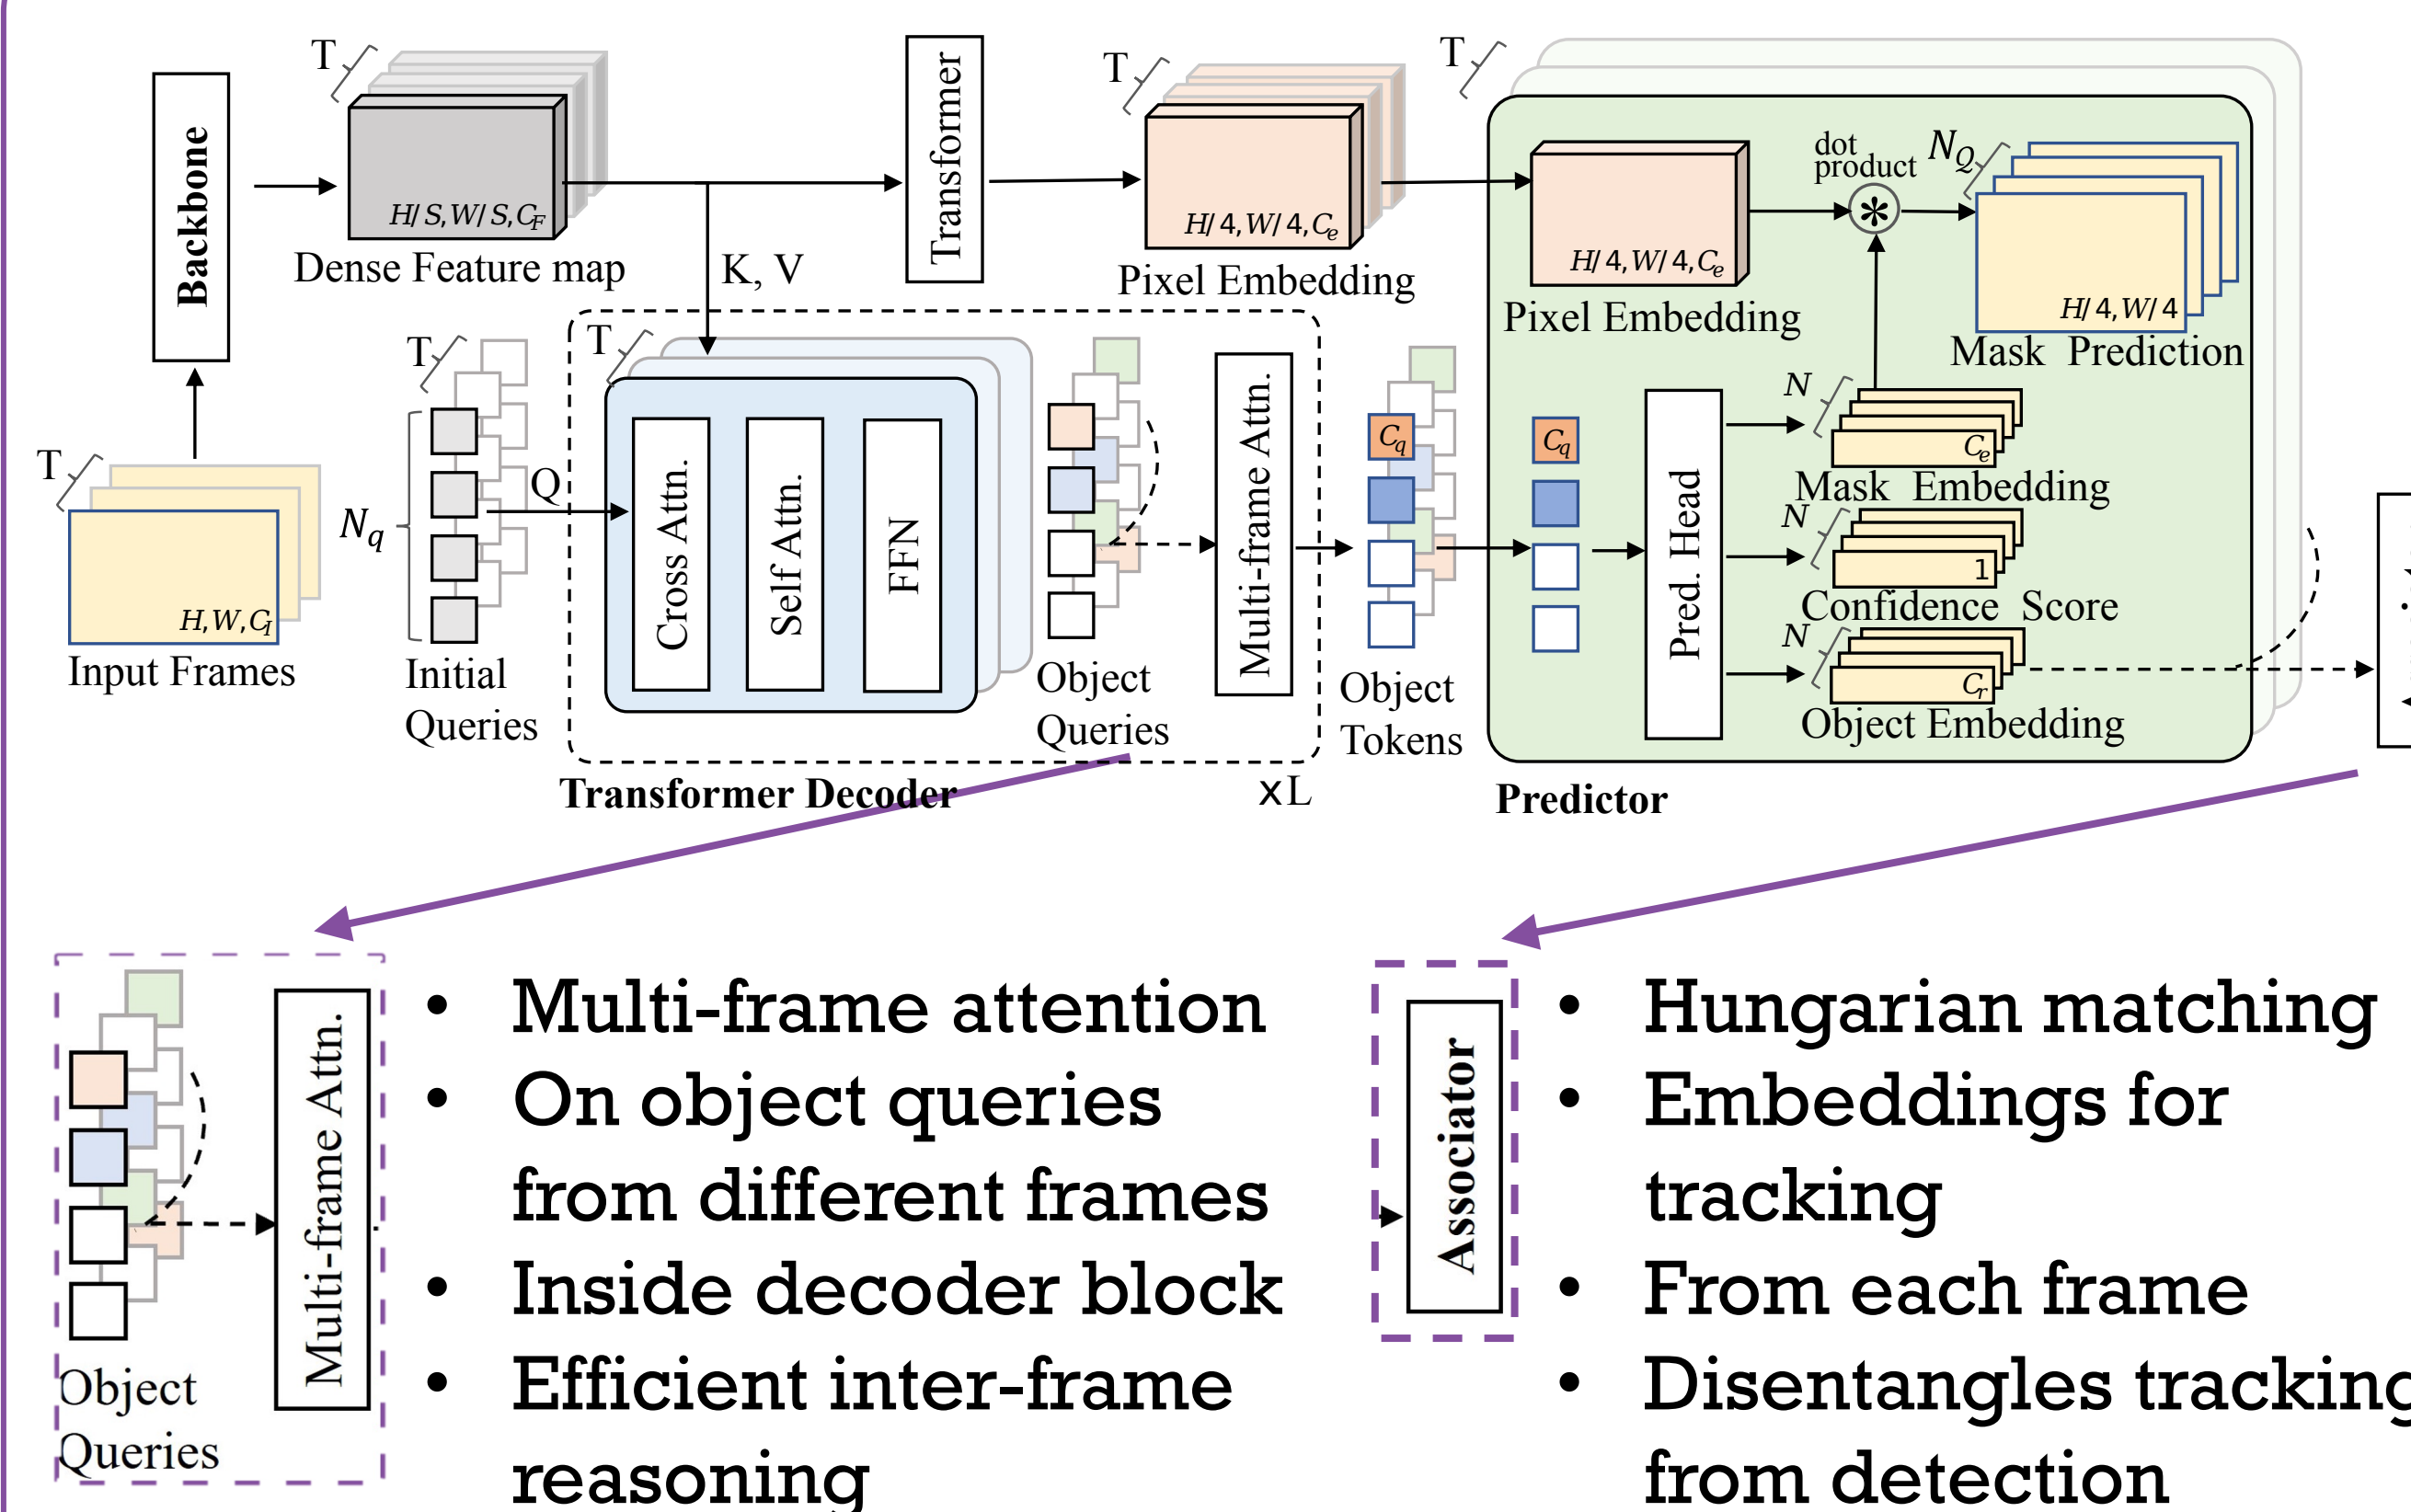 T
Backbone
H/S,W/S,C_F
Dense Feature map
K, V
Transformer
T
H/4,W/4,C_e
Pixel Embedding
T
H/4,W/4,C_e
Pixel Embedding
dot
product
N_Q
H/4,W/4
Mask Prediction
T
H,W,C_I
Input Frames
T
N_q
Initial
Queries
Q
T
Cross Attn.
Self Attn.
FFN
Object
Queries
Multi-frame Attn.
Transformer Decoder
xL
C_q
Object
Tokens
C_q
Pred. Head
N
C_e
Mask Embedding
N
1
Confidence Score
N
C_r
Object Embedding
Predictor
Object
Queries
Multi-frame Attn.
• Multi-frame attention
• On object queries
from different frames
• Inside decoder block
• Efficient inter-frame
reasoning
Associator
• Hungarian matching
• Embeddings for
tracking
• From each frame
• Disentangles tracking
from detection